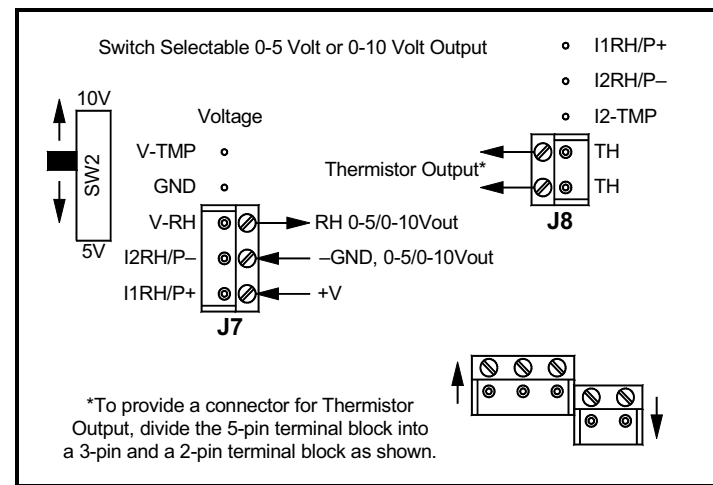 Switch Selectable 0-5 Volt or 0-10 Volt Output
I1RH/P+
I2RH/P–
I2-TMP
TH
TH
J8
Thermistor Output*
10V
SW2
5V
Voltage
V-TMP
GND
V-RH
I2RH/P–
I1RH/P+
J7
RH 0-5/0-10Vout
–GND, 0-5/0-10Vout
+V
*To provide a connector for Thermistor
Output, divide the 5-pin terminal block into
a 3-pin and a 2-pin terminal block as shown.